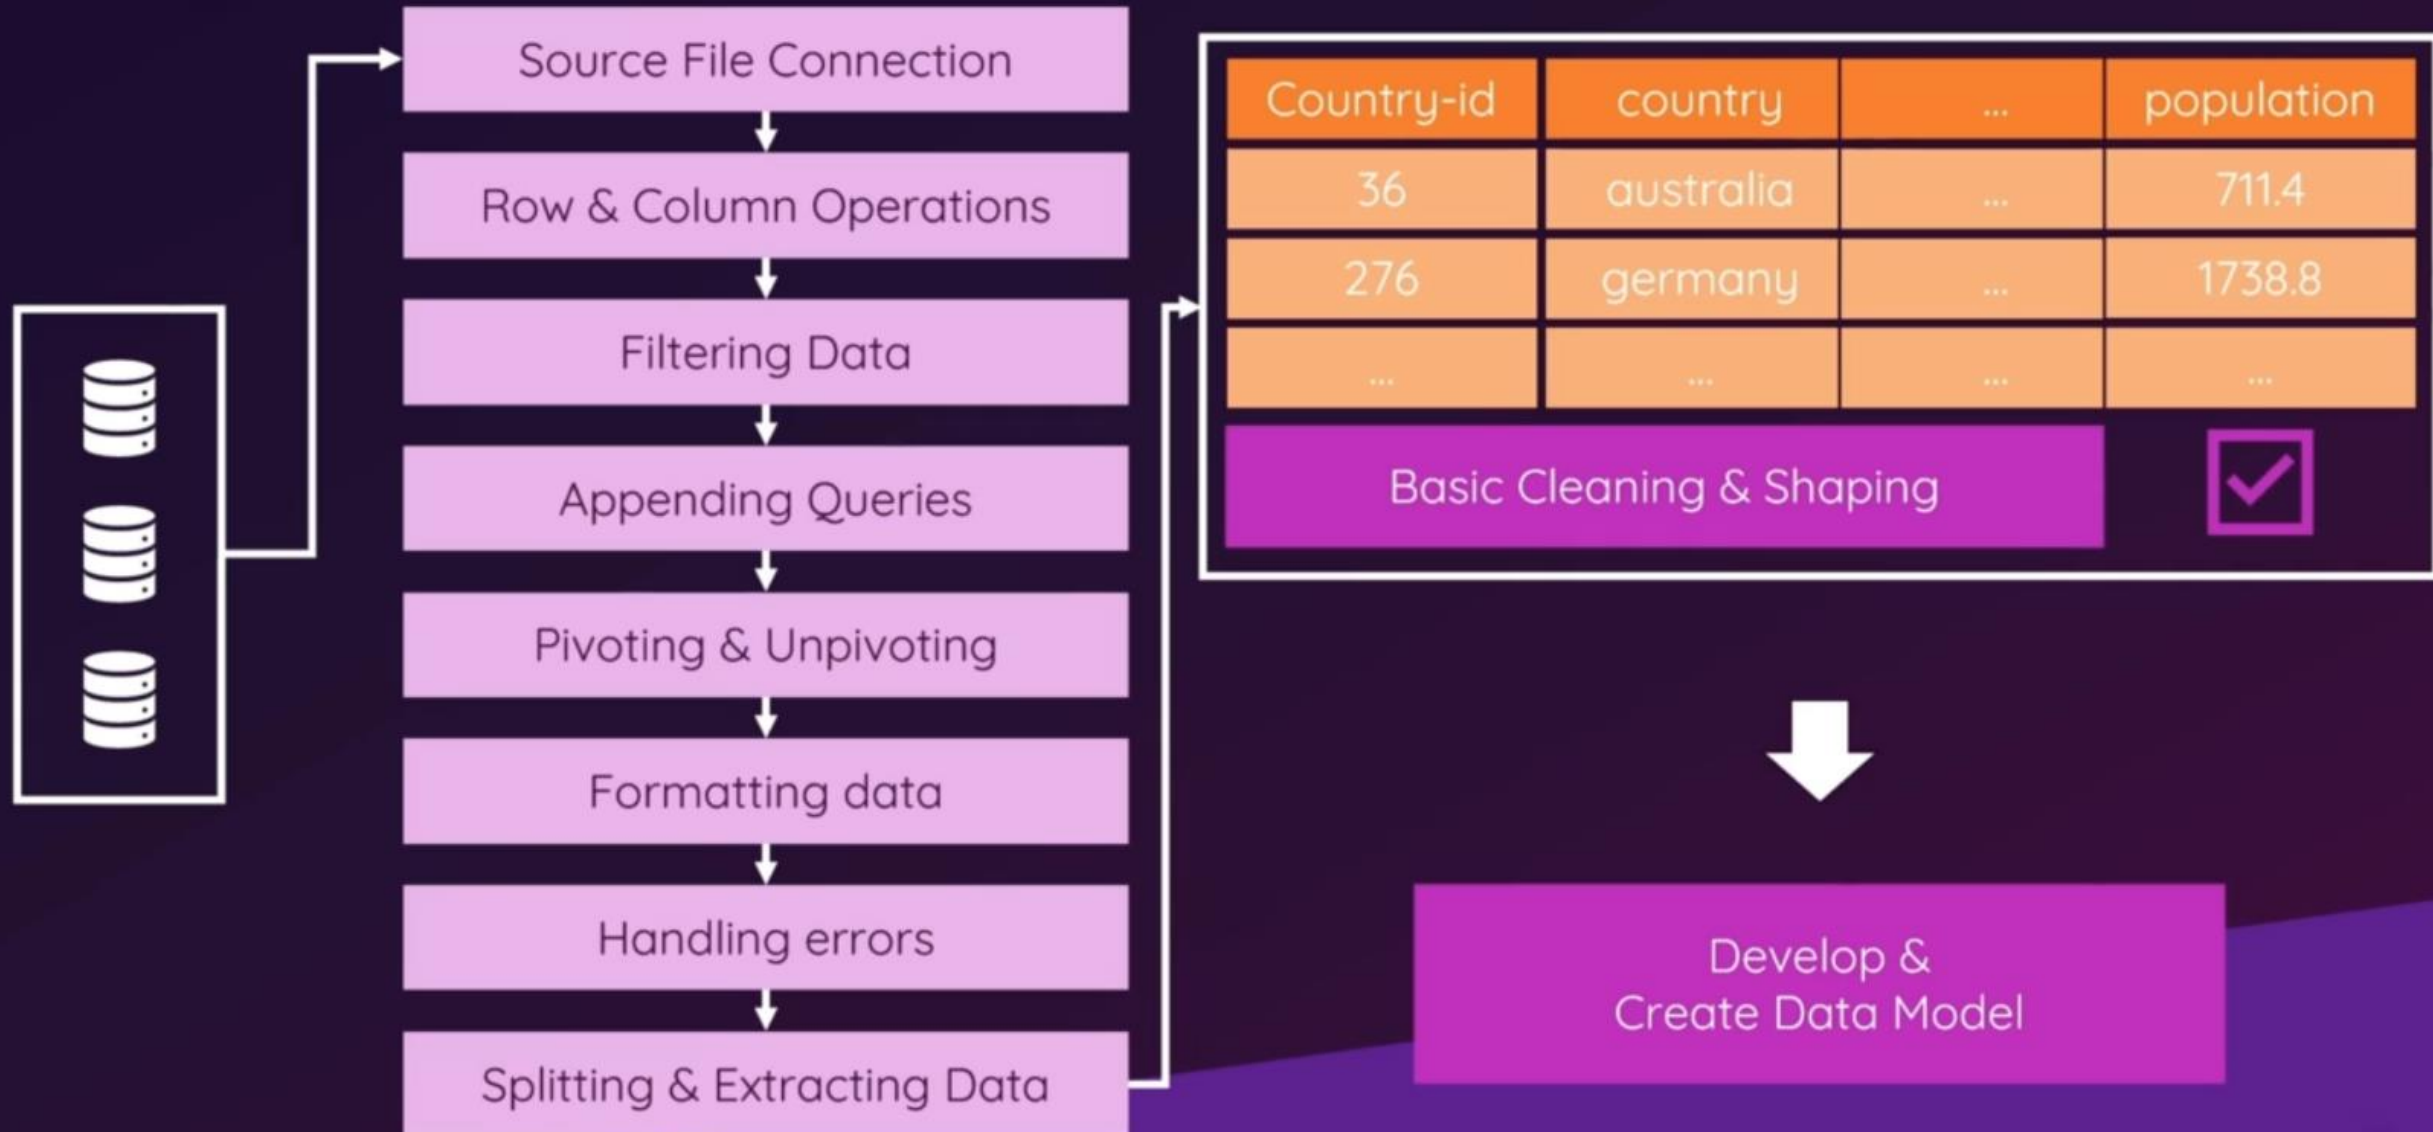 Source File Connection
Row & Column Operations
Filtering Data
Appending Queries
Pivoting & Unpivoting
Formatting data
Handling errors
Splitting & Extracting Data
Country-id country ... population
36 australia ... 711.4
276 germany ... 1738.8
... ... ... ...
Basic Cleaning & Shaping
Develop &
Create Data Model